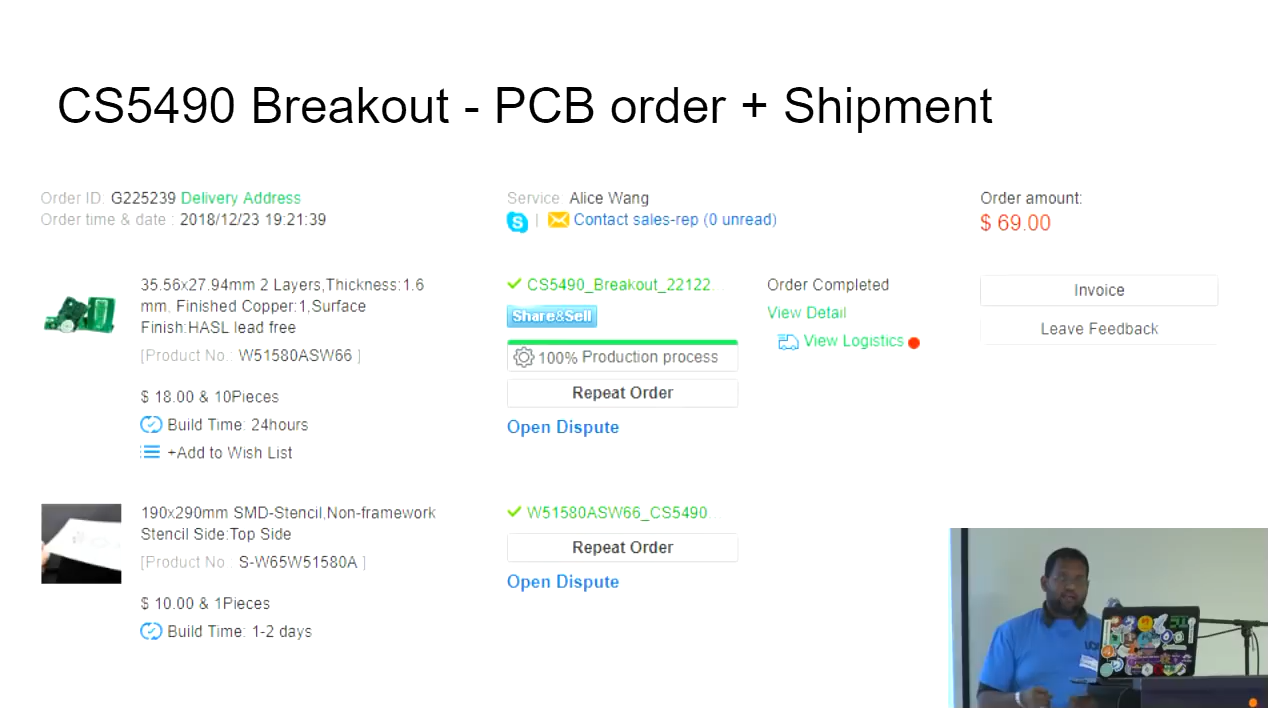 CS5490 Breakout - PCB order + Shipment
Order ID: G225239 Delivery Address
Order time & date : 2018/12/23 19:21:39
Service Alice Wang
| Contact sales-rep (0 unread)
Order amount:
$ 69.00
35.56x27.94mm 2 Layers,Thickness:1.6
mm, Finished Copper:1,Surface
Finish:HASL lead free
[Product No.: W51580ASW66 ]
$ 18.00 & 10Pieces
Build Time: 24hours
+Add to Wish List
CS5490_Breakout_22122
Share&Sell
100% Production process
Repeat Order
Open Dispute
Order Completed
View Detail
View Logistics
Invoice
Leave Feedback
190x290mm SMD-Stencil,Non-framework
Stencil Side:Top Side
[Product No.: S-W65W51580A ]
$ 10.00 & 1Pieces
Build Time: 1-2 days
W51580ASW66_CS5490
Repeat Order
Open Dispute